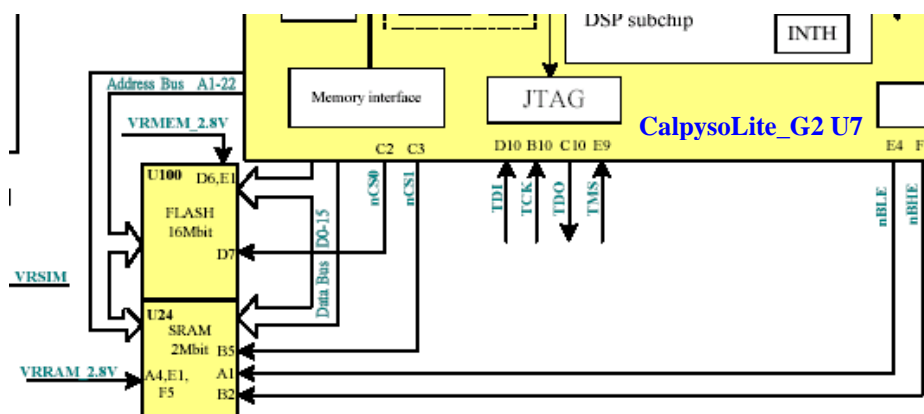 DSP subchip
INTH
Address Bus A1-22
Memory interface
JTAG
CalpysoLite_G2 U7
VRMEM_2.8V
C2
C3
D10
B10
C10
E9
E4
F
U100
D6,E1
FLASH
16Mbit
D7
nCS0
nCS1
TDI
TCK
TDO
TMS
nBLE
nBHE
Data Bus D0-15
VRSIM
U24
SRAM
2Mbit
B5
VRRAM_2.8V
A4,E1,
F5
A1
B2